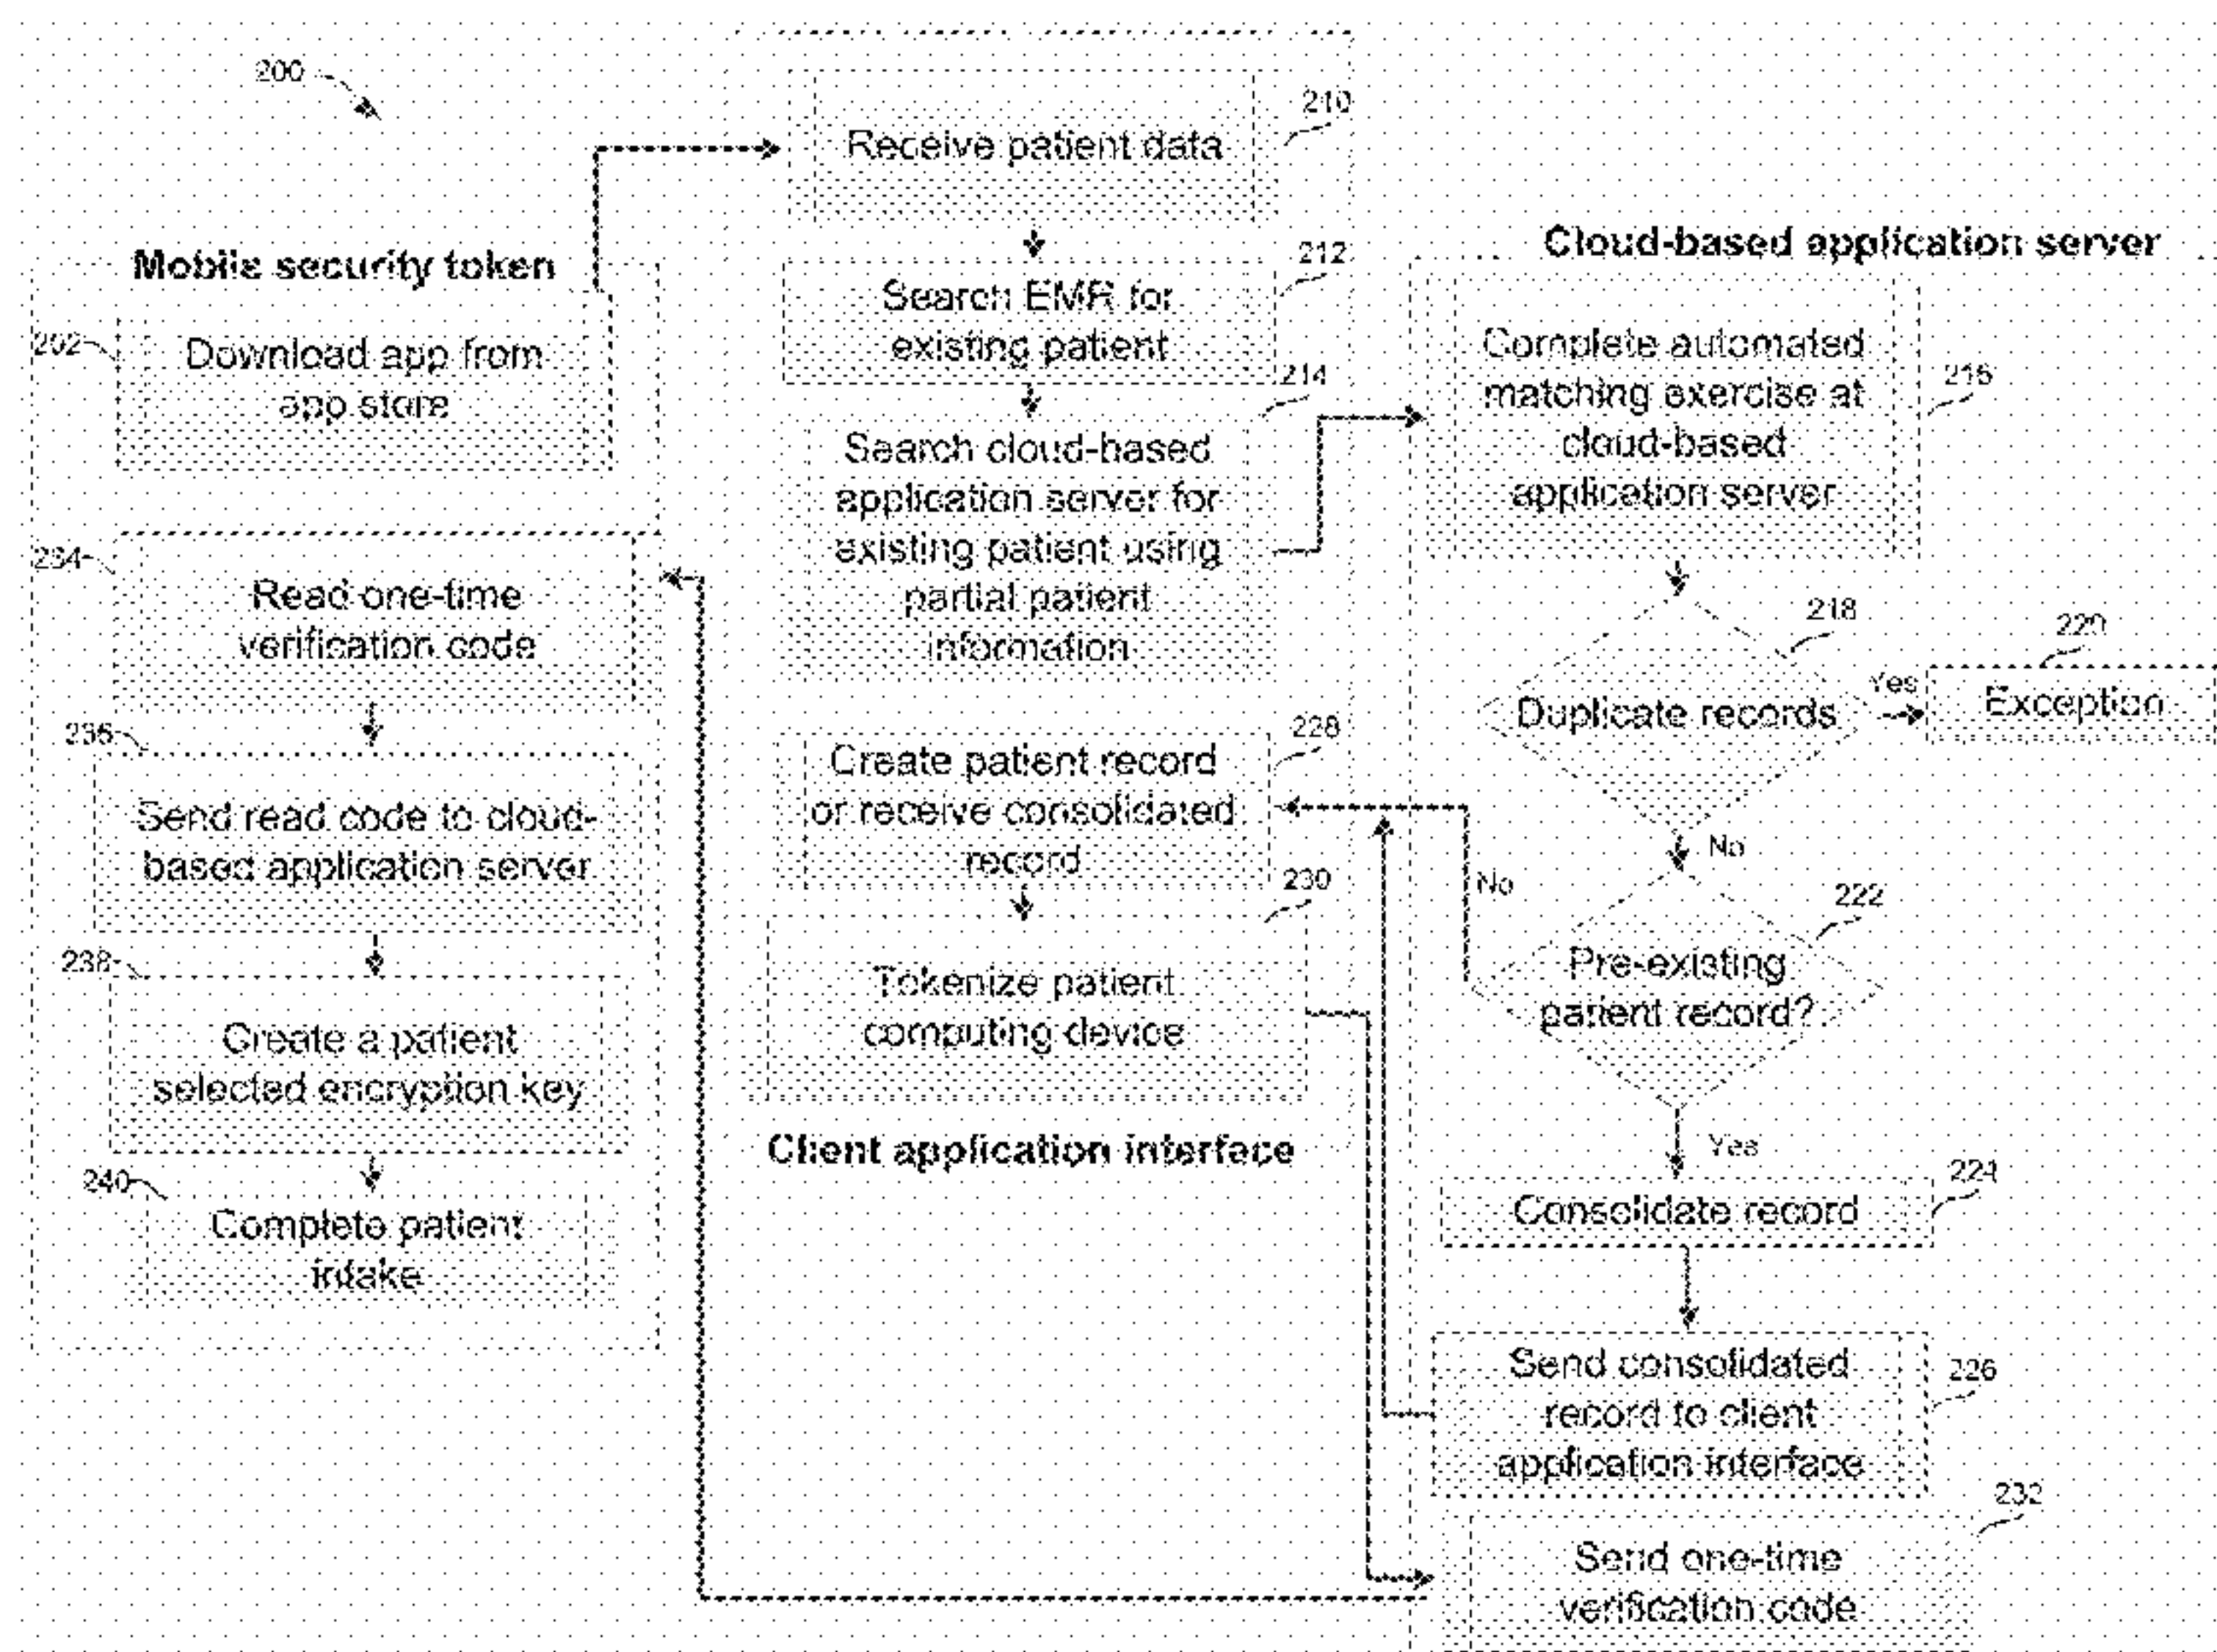 200
Mobile security token
202
Download app from
app store
234
Read one-time
verification code
236
Send read code to cloud-
based application server
238
Create a patient
selected encryption key
240
Complete patient
intake
210
Receive patient data
212
Search EMR for
existing patient
214
Search cloud-based
application server for
existing patient using
partial patient
information
228
Create patient record
or receive consolidated
record
230
Tokenize patient
computing device
Client application interface
Cloud-based application server
216
Complete automated
matching exercise at
cloud-based
application server
218
Duplicate records
Yes
220
Exception
No
222
Pre-existing
patient record?
No
Yes
224
Consolidate record
226
Send consolidated
record to client
application interface
232
Send one-time
verification code